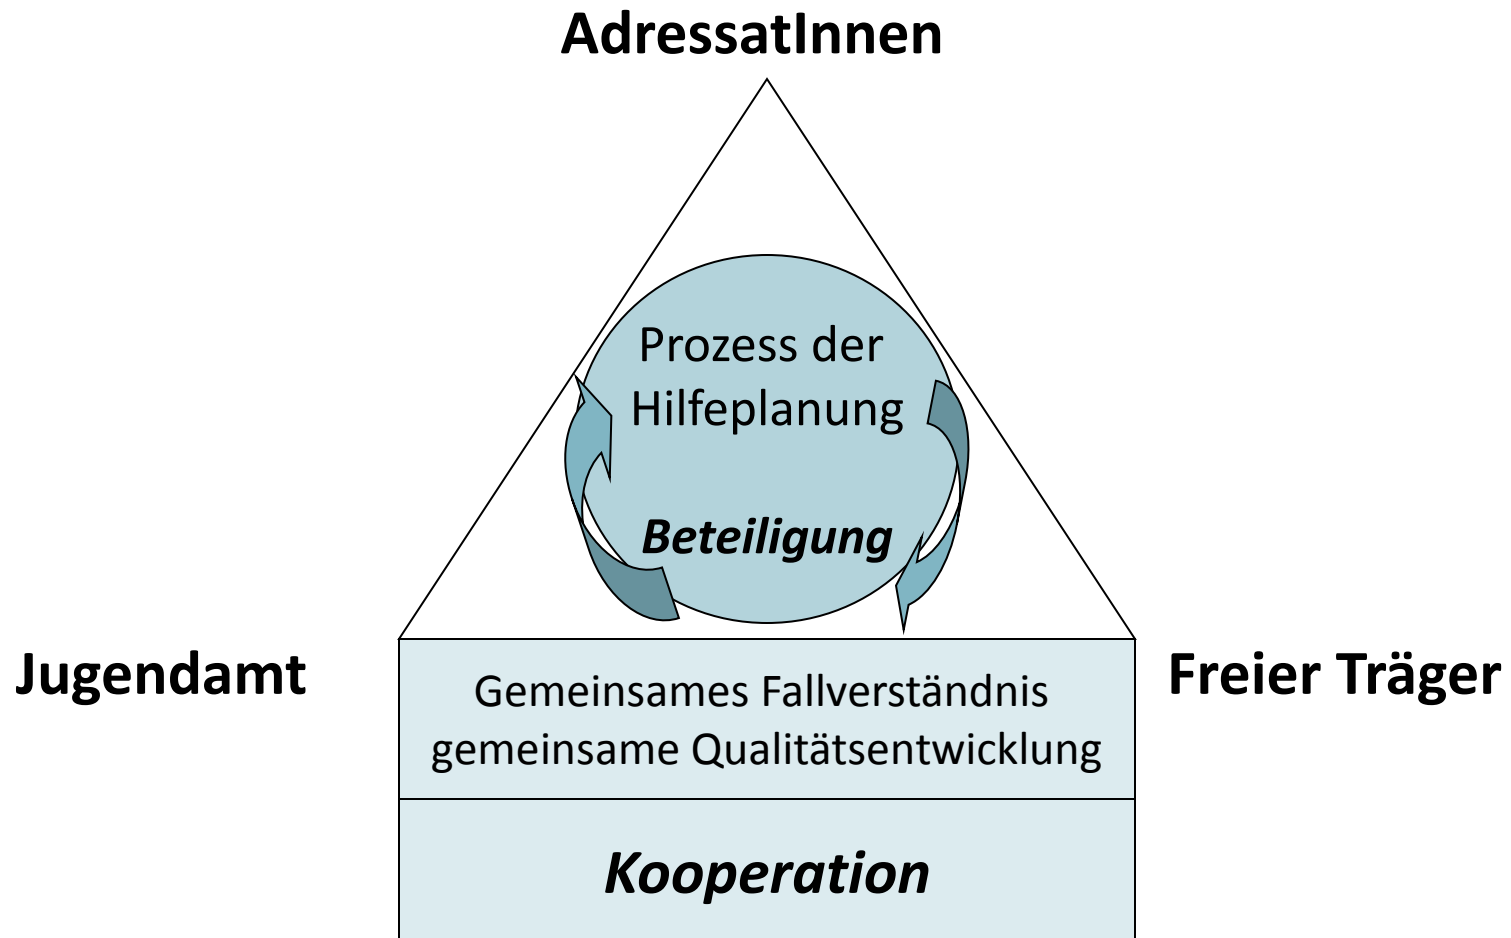 AdressatInnen
Prozess der
Hilfeplanung
Beteiligung
Jugendamt
Freier Träger
Gemeinsames Fallverständnis
gemeinsame Qualitätsentwicklung
Kooperation